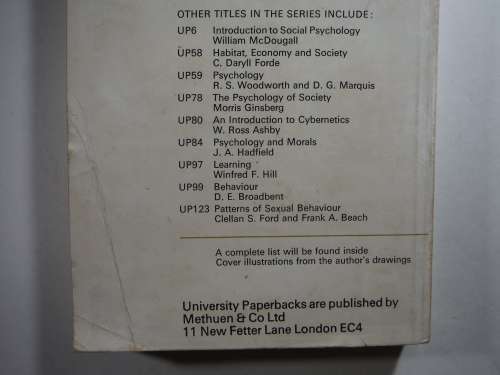 OTHER TITLES IN THE SERIES INCLUDE:
UP6 Introduction to Social Psychology
William McDougall
UP58 Habitat, Economy and Society
C. Daryll Forde
UP59 Psychology
R. S. Woodworth and D. G. Marquis
UP78 The Psychology of Society
Morris Ginsberg
UP80 An Introduction to Cybernetics
W. Ross Ashby
UP84 Psychology and Morals
J. A. Hadfield
UP97 Learning
Winfred F. Hill
UP99 Behaviour
D. E. Broadbent
UP123 Patterns of Sexual Behaviour
Clellan S. Ford and Frank A. Beach
A complete list will be found inside
Cover illustrations from the author's drawings
University Paperbacks are published by
Methuen & Co Ltd
11 New Fetter Lane London EC4